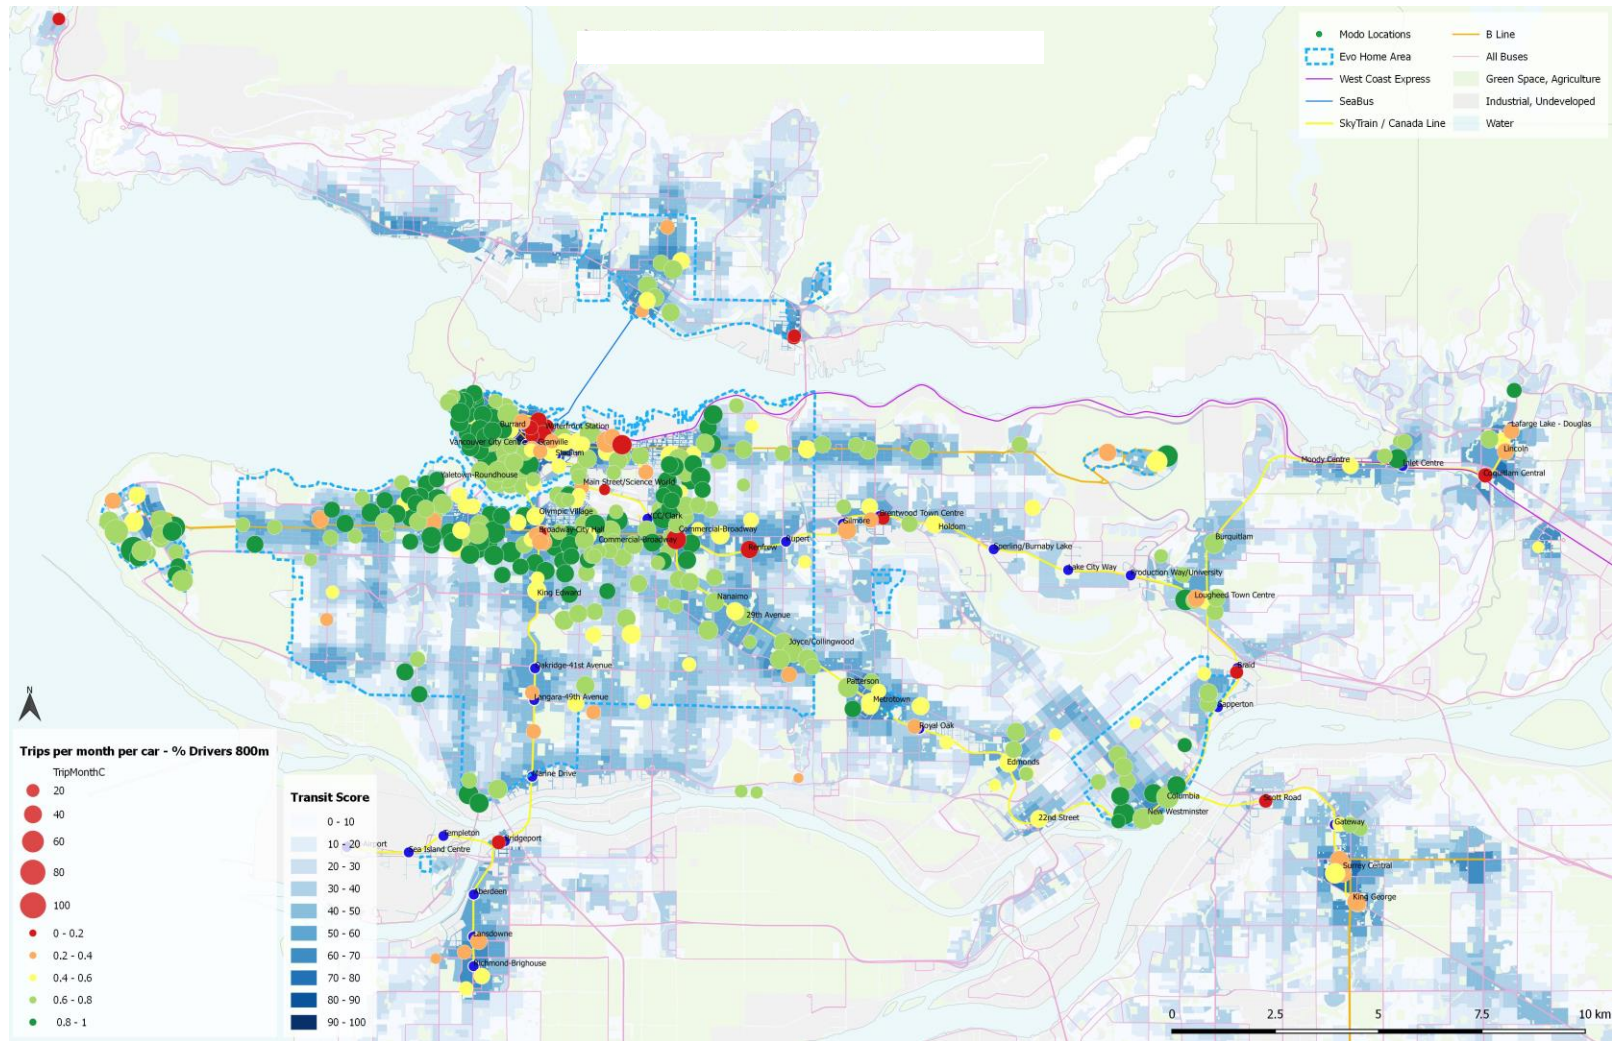 Modo Locations
Evo Home Area
West Coast Express
SeaBus
SkyTrain / Canada Line
B Line
All Buses
Green Space, Agriculture
Industrial, Undeveloped
Water
Burrard
Waterfront Station
Vancouver City Centre
Granville
Stadium
Yaletown-Roundhouse
Main Street/Science World
Olympic Village
VCC/Clark
Broadway City Hall
Commercial-Broadway
Commercial-Broadway
Renfrew
Rupert
Gilmore
Brentwood Town Centre
Holdom
Sperling/Burnaby Lake
Lake City Way
Production Way/University
Burquitlam
Lougheed Town Centre
Moody Centre
Inlet Centre
Lafarge Lake - Douglas
Lincoln
Coquitlam Central
King Edward
Nanaimo
29th Avenue
Joyce/Collingwood
Oakridge-41st Avenue
Langara-49th Avenue
Patterson
Metrotown
Royal Oak
Edmonds
22nd Street
Braid
Sapperton
Columbia
New Westminster
Scott Road
Gateway
Surrey Central
King George
Marine Drive
Bridgeport
Templeton
Airport
Sea Island Centre
Aberdeen
Lansdowne
Richmond-Brighouse
N
Trips per month per car - % Drivers 800m
TripMonthC
20
40
60
80
100
0 - 0.2
0.2 - 0.4
0.4 - 0.6
0.6 - 0.8
0.8 - 1
Transit Score
0 - 10
10 - 20
20 - 30
30 - 40
40 - 50
50 - 60
60 - 70
70 - 80
80 - 90
90 - 100
0 2.5 5 7.5 10 km